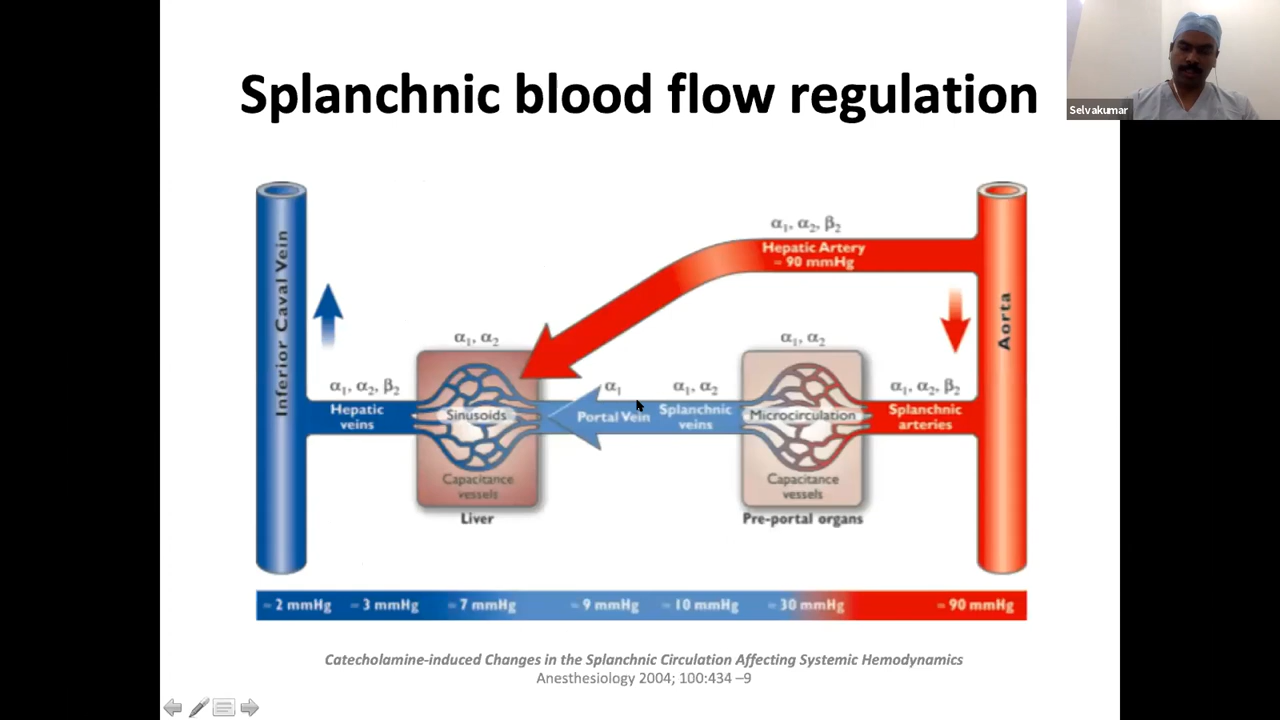 Splanchnic blood flow regulation
Selvakumar
Inferior Caval Vein
α1, α2, β2
Hepatic Artery
≈ 90 mmHg
Aorta
α1, α2
α1, α2
α1, α2, β2
α1
α1, α2
α1, α2, β2
Hepatic
veins
Sinusoids
Portal Vein
Splanchnic
veins
Microcirculation
Splanchnic
arteries
Capacitance
vessels
Capacitance
vessels
Liver
Pre-portal organs
≈ 2 mmHg ≈ 3 mmHg ≈ 7 mmHg ≈ 9 mmHg ≈ 10 mmHg ≈ 30 mmHg ≈ 90 mmHg
Catecholamine-induced Changes in the Splanchnic Circulation Affecting Systemic Hemodynamics
Anesthesiology 2004; 100:434 –9